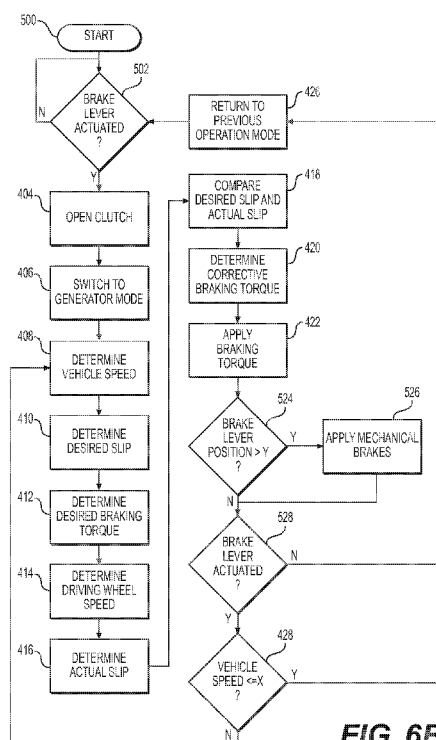 500
START
502
BRAKE
LEVER
ACTUATED
?
N
Y
404
OPEN CLUTCH
406
SWITCH TO
GENERATOR MODE
408
DETERMINE
VEHICLE SPEED
410
DETERMINE
DESIRED SLIP
412
DETERMINE
DESIRED BRAKING
TORQUE
414
DETERMINE
DRIVING WHEEL
SPEED
416
DETERMINE
ACTUAL SLIP
426
RETURN TO
PREVIOUS
OPERATION MODE
418
COMPARE
DESIRED SLIP AND
ACTUAL SLIP
420
DETERMINE
CORRECTIVE
BRAKING TORQUE
422
APPLY
BRAKING
TORQUE
524
BRAKE
LEVER
POSITION > Y
?
Y
N
526
APPLY MECHANICAL
BRAKES
528
BRAKE
LEVER
ACTUATED
?
N
Y
428
VEHICLE
SPEED <=X
?
Y
N